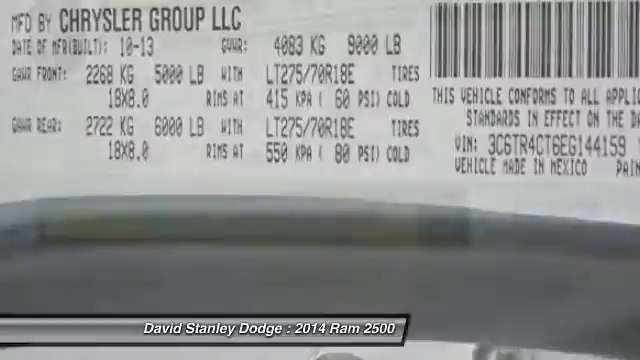 MFD BY CHRYSLER GROUP LLC
DATE OF MFR(BUILT): 10-13 GVWR: 4083 KG 9000 LB
GAWR FRONT: 2268 KG 5000 LB WITH LT275/70R18E TIRES
18X8.0 RIMS AT 415 KPA ( 60 PSI) COLD
GAWR REAR: 2722 KG 6000 LB WITH LT275/70R18E TIRES
18X8.0 RIMS AT 550 KPA ( 80 PSI) COLD
THIS VEHICLE CONFORMS TO ALL
STANDARDS IN EFFECT ON THE
VIN: 3C6TR4CT6EG144159
VEHICLE MADE IN MEXICO
David Stanley Dodge : 2014 Ram 2500